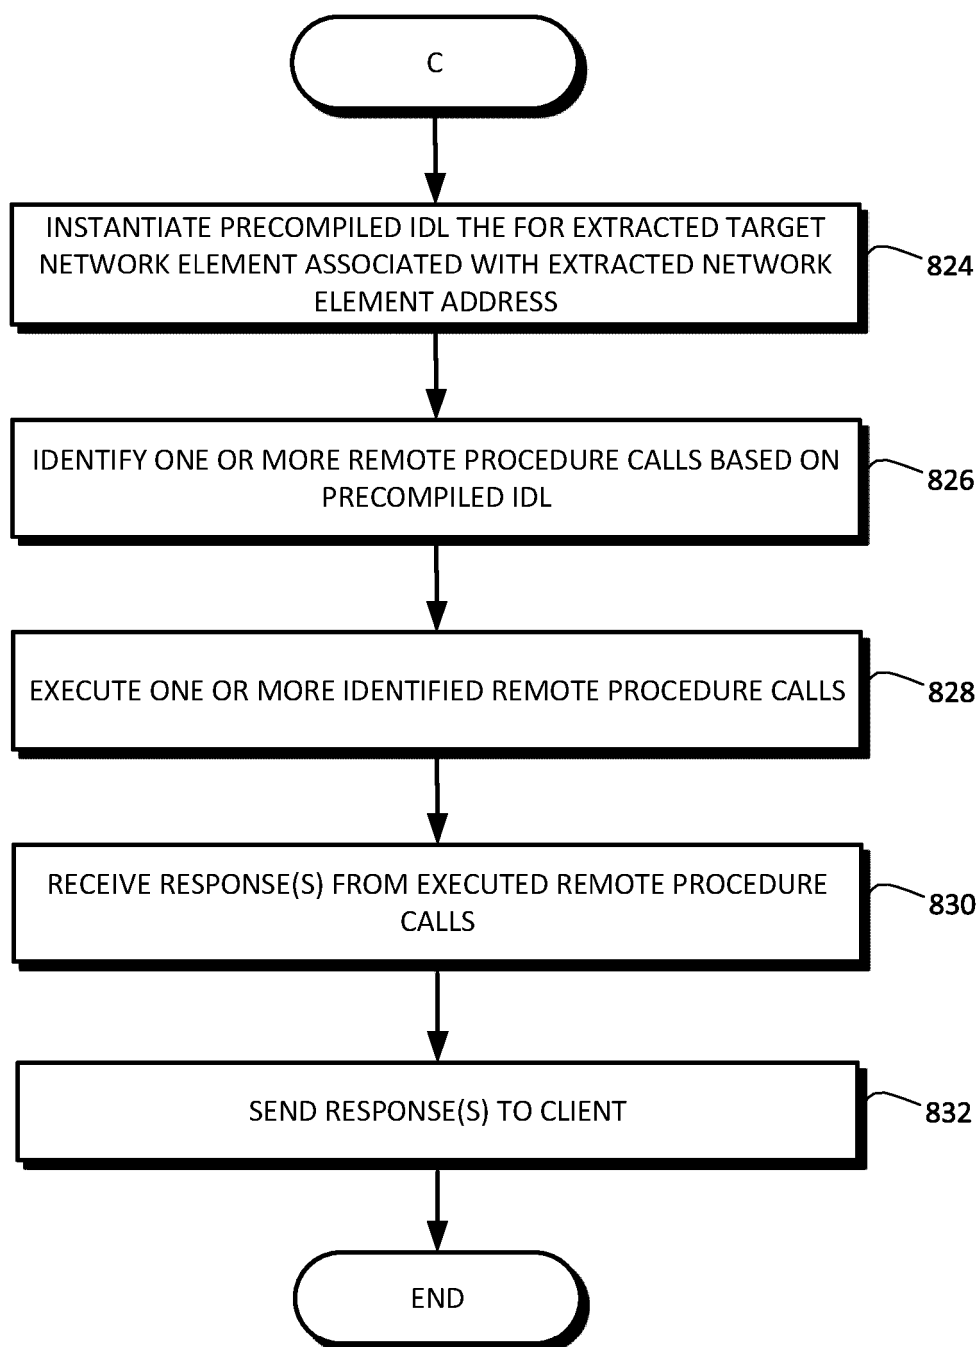 C
INSTANTIATE PRECOMPILED IDL THE FOR EXTRACTED TARGET
NETWORK ELEMENT ASSOCIATED WITH EXTRACTED NETWORK
ELEMENT ADDRESS
824
IDENTIFY ONE OR MORE REMOTE PROCEDURE CALLS BASED ON
PRECOMPILED IDL
826
EXECUTE ONE OR MORE IDENTIFIED REMOTE PROCEDURE CALLS
828
RECEIVE RESPONSE(S) FROM EXECUTED REMOTE PROCEDURE
CALLS
830
SEND RESPONSE(S) TO CLIENT
832
END